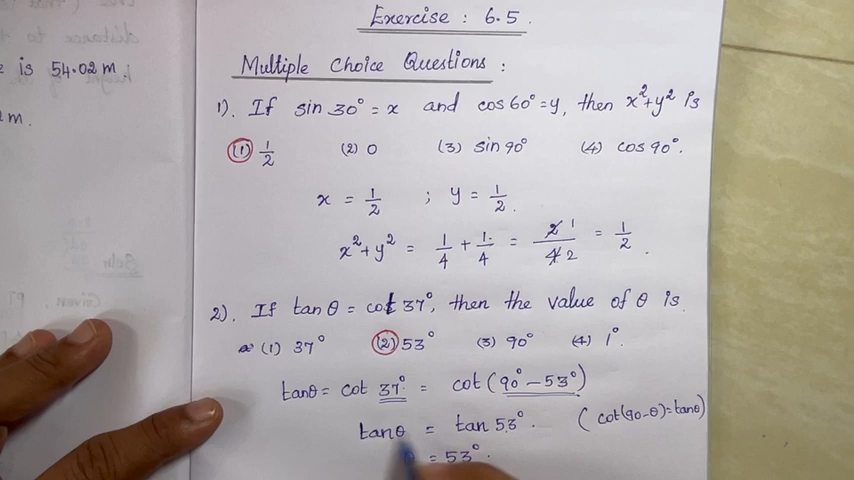 Exercise : 6.5.
Multiple Choice Questions :
is 54.02 m.
m.
1). If sin 30° = x and cos 60° = y, then x² + y² is
(1) 1/2 (2) 0 (3) sin 90° (4) cos 90°.
x = 1/2 ; y = 1/2.
x² + y² = 1/4 + 1/4 = 2 1/4 2 = 1/2.
2). If tan θ = cot 37°, then the value of θ is.
(1) 37° (2) 53° (3) 90° (4) 1°.
tanθ = cot 37° = cot (90° - 53°)
tanθ = tan 53°. (cot(90-θ)=tanθ)
= 53°.